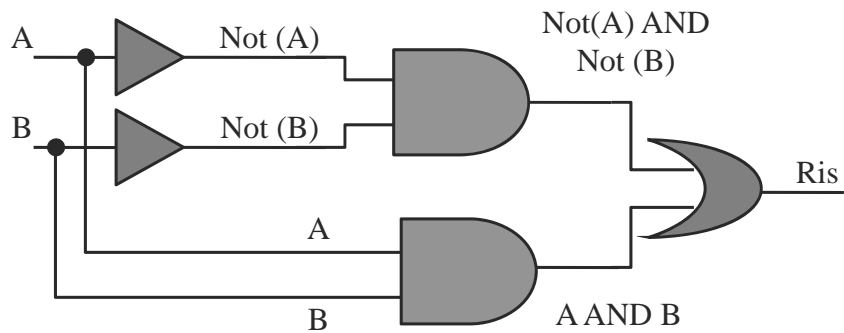 A
Not (A)
Not(A) AND
Not (B)
B
Not (B)
Ris
A
B
A AND B